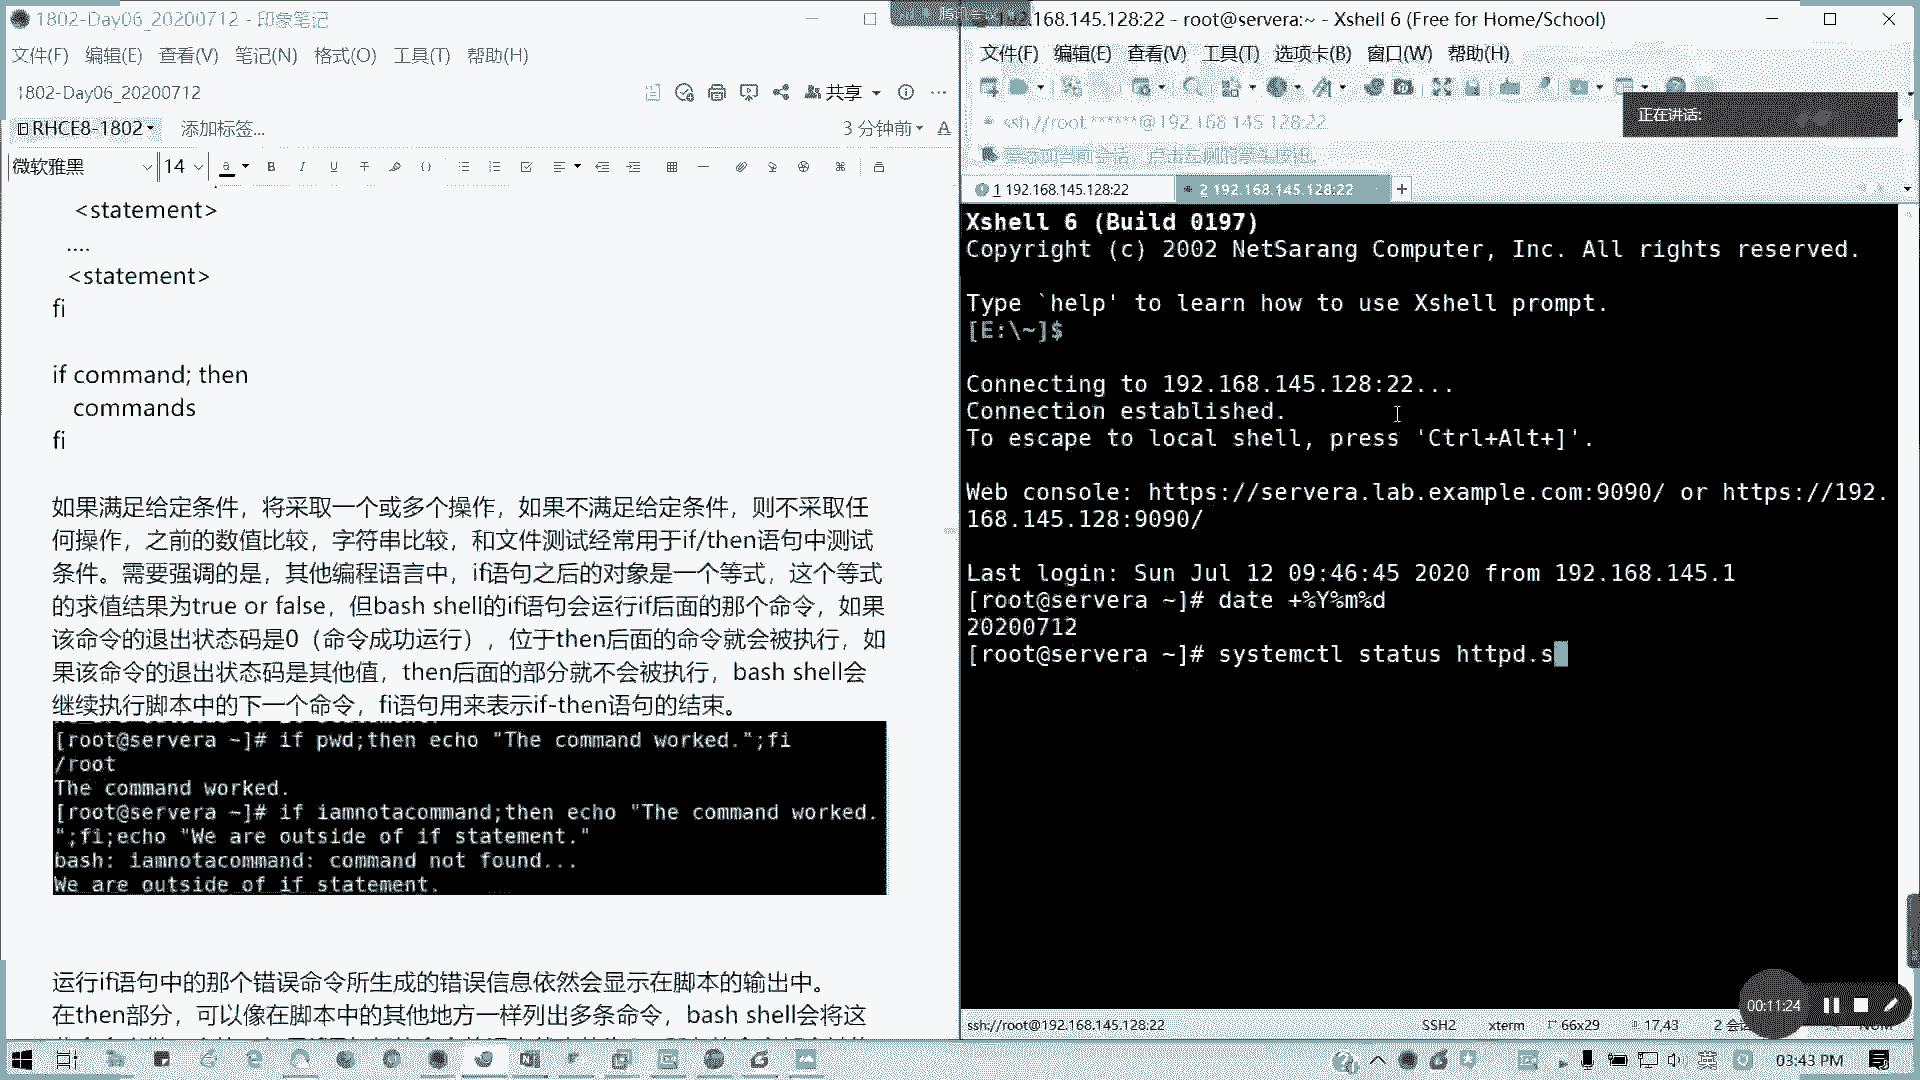 1802-Day06_20200712 - 印象笔记
文件(F) 编辑(E) 查看(V) 笔记(N) 格式(O) 工具(T) 帮助(H)
1802-Day06_20200712
共享
RHCE8-1802
添加标签...
3 分钟前
微软雅黑 14
<statement>
....
<statement>
fi
if command; then
commands
fi
如果满足给定条件，将采取一个或多个操作，如果不满足给定条件，则不采取任
何操作，之前的数值比较，字符串比较，和文件测试经常用于if/then语句中测试
条件。需要强调的是，其他编程语言中，if语句之后的对象是一个等式，这个等式
的求值结果为true or false，但bash shell的if语句会运行if后面的那个命令，如果
该命令的退出状态码是0（命令成功运行），位于then后面的命令就会被执行，如
果该命令的退出状态码是其他值，then后面的部分就不会被执行，bash shell会
继续执行脚本中的下一个命令，fi语句用来表示if-then语句的结束。
[root@servera ~]# if pwd;then echo "The command worked.";fi
/root
The command worked.
[root@servera ~]# if iamnotacommand;then echo "The command worked.
";fi;echo "We are outside of if statement."
bash: iamnotacommand: command not found...
We are outside of if statement.
运行if语句中的那个错误命令所生成的错误信息依然会显示在脚本的输出中。
在then部分，可以像在脚本中的其他地方一样列出多条命令，bash shell会将这
腾讯会议
192.168.145.128:22 - root@servera:~ - Xshell 6 (Free for Home/School)
文件(F) 编辑(E) 查看(V) 工具(T) 选项卡(B) 窗口(W) 帮助(H)
正在讲话:
ssh://root:******@192.168.145.128:22
要添加当前会话，点击左侧的箭头按钮。
1 192.168.145.128:22
2 192.168.145.128:22
Xshell 6 (Build 0197)
Copyright (c) 2002 NetSarang Computer, Inc. All rights reserved.
Type `help' to learn how to use Xshell prompt.
[E:\~]$
Connecting to 192.168.145.128:22...
Connection established.
To escape to local shell, press 'Ctrl+Alt+]'.
Web console: https://servera.lab.example.com:9090/ or https://192.
168.145.128:9090/
Last login: Sun Jul 12 09:46:45 2020 from 192.168.145.1
[root@servera ~]# date +%Y%m%d
20200712
[root@servera ~]# systemctl status httpd.s
00:11:24
ssh://root@192.168.145.128:22
SSH2
xterm
66x29
17,43
2 会
NUM
英
03:43 PM